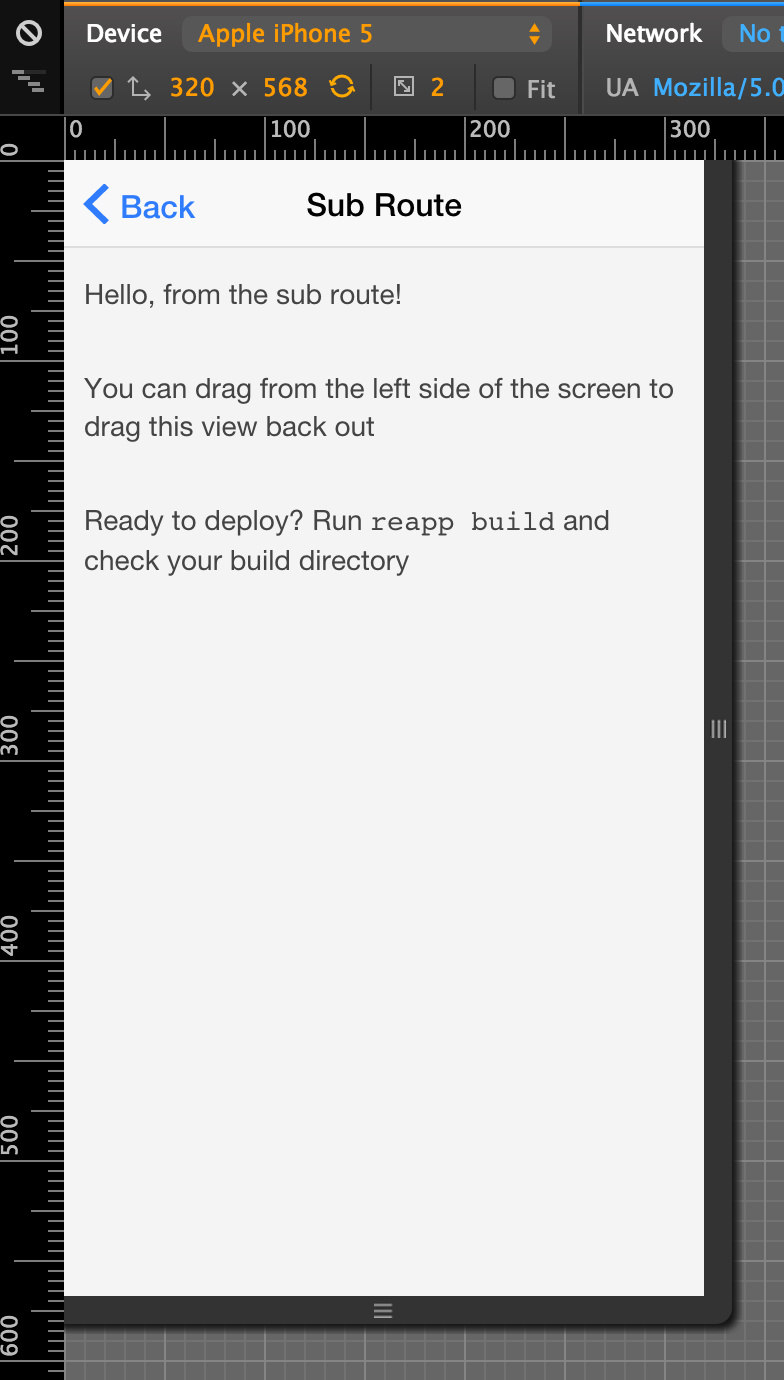 Device Apple iPhone 5 Network No t
320 × 568 2 Fit UA Mozilla/5.0
0 100 200 300
0
100
200
300
400
500
600
Back Sub Route
Hello, from the sub route!
You can drag from the left side of the screen to
drag this view back out
Ready to deploy? Run reapp build and
check your build directory